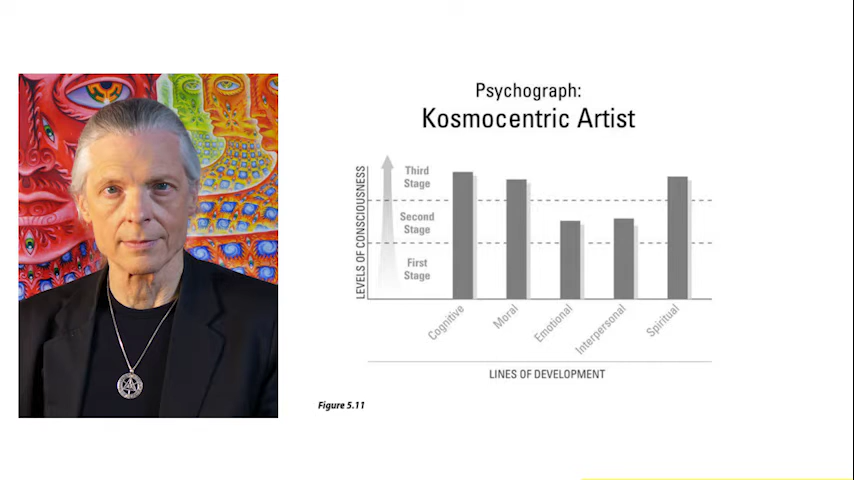 Psychograph:
Kosmocentric Artist
LEVELS OF CONSCIOUSNESS
Third
Stage
Second
Stage
First
Stage
Cognitive
Moral
Emotional
Interpersonal
Spiritual
LINES OF DEVELOPMENT
Figure 5.11